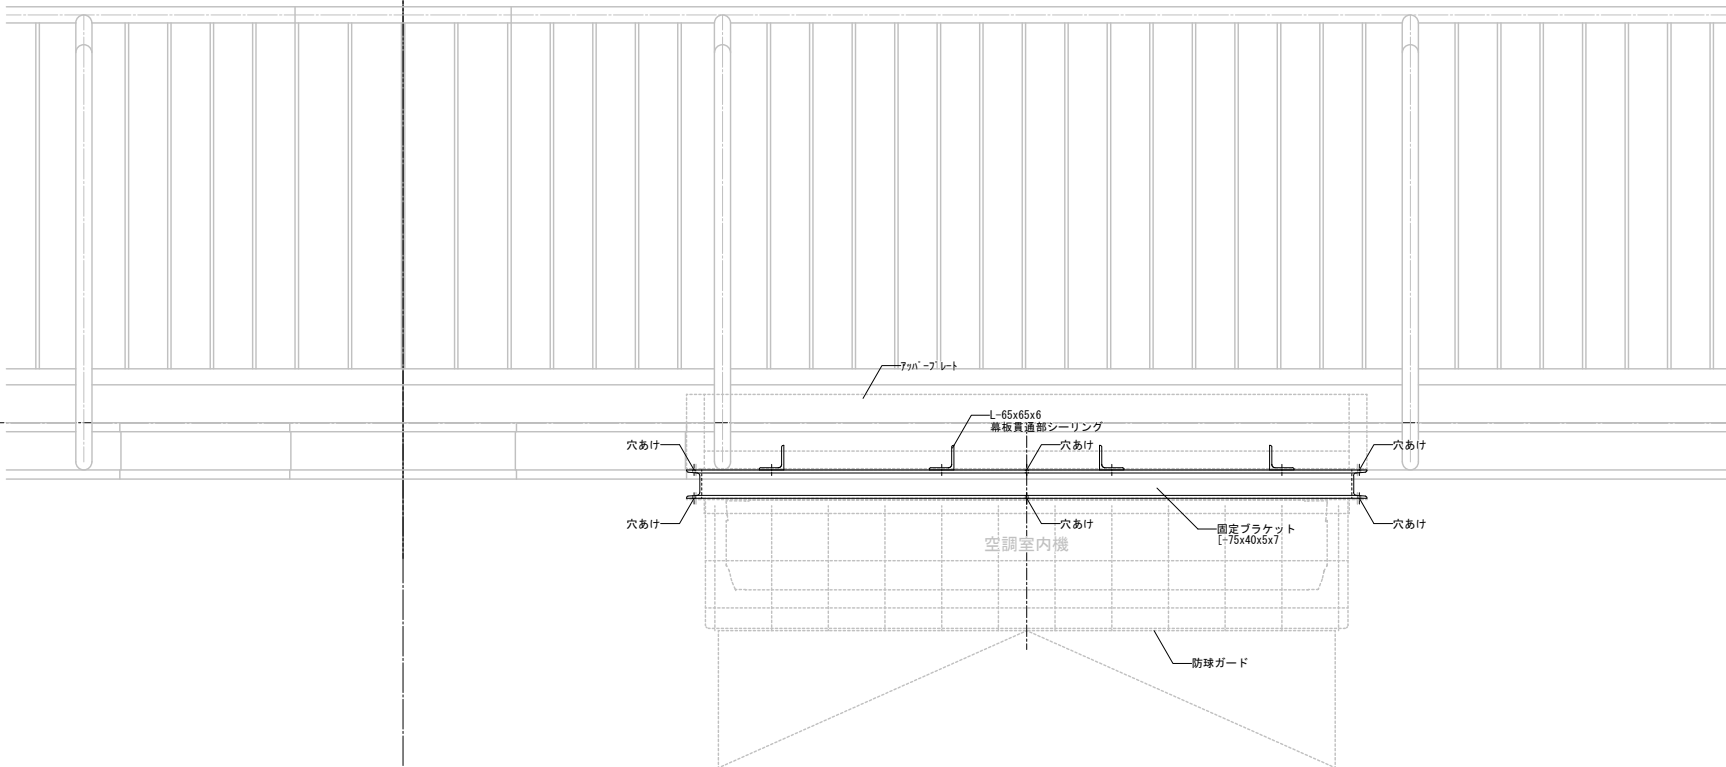 アッパープレート
L-65x65x6
幕板貫通部シーリング
穴あけ
穴あけ
穴あけ
穴あけ
穴あけ
穴あけ
固定ブラケット
[-75x40x5x7
空調室内機
防球ガード